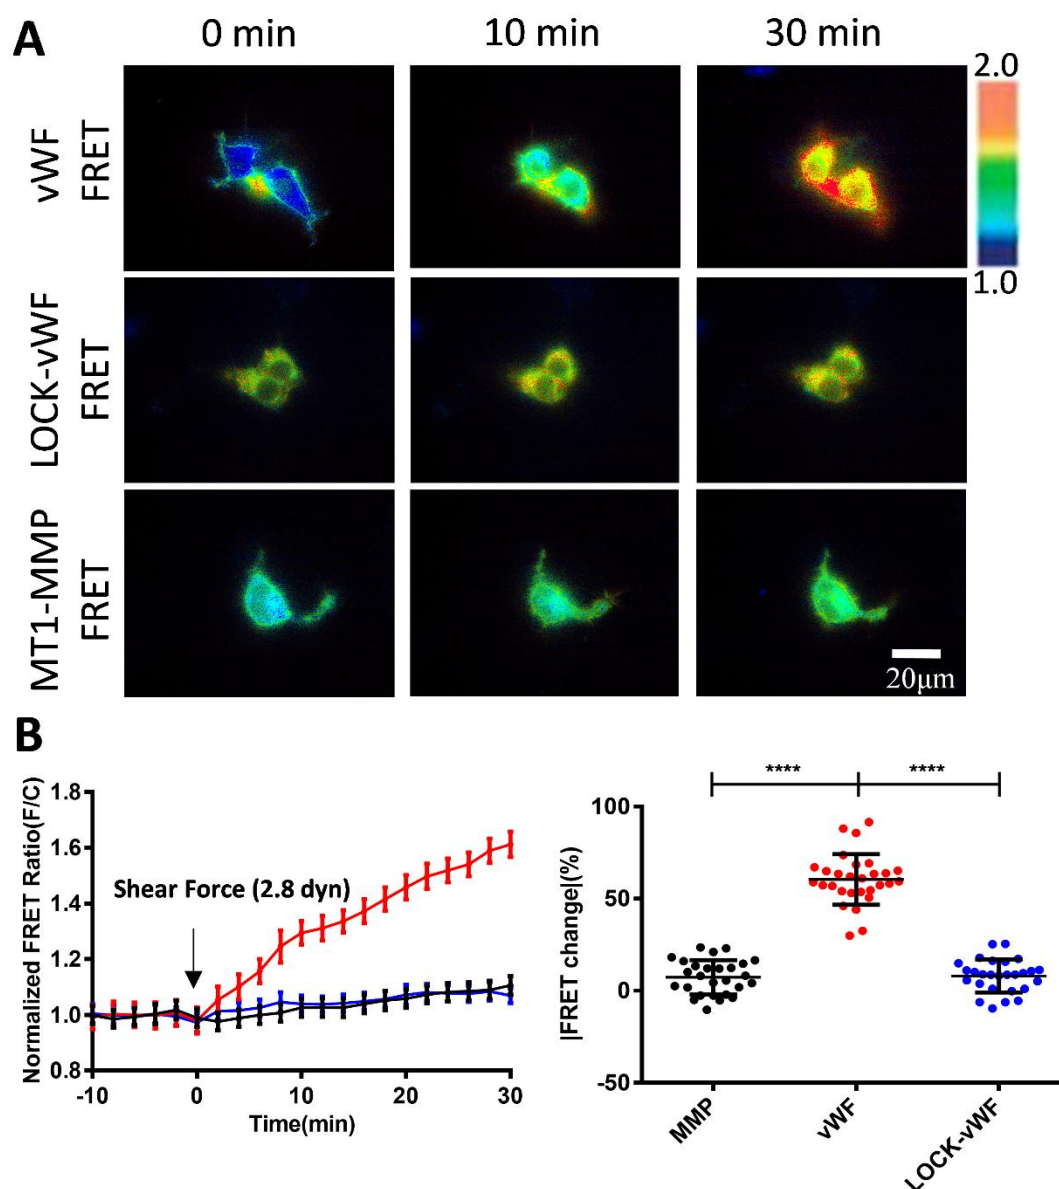 A
0 min
10 min
30 min
vWF
FRET
2.0
1.0
LOCK-vWF
FRET
MT1-MMP
FRET
20μm
B
Normalized FRET Ratio(F/C)
1.8
1.6
1.4
1.2
1.0
0.8
Shear Force (2.8 dyn)
-10
0
10
20
30
Time(min)
****
****
|FRET change|(%)
100
50
0
-50
MMP
vWF
LOCK-vWF